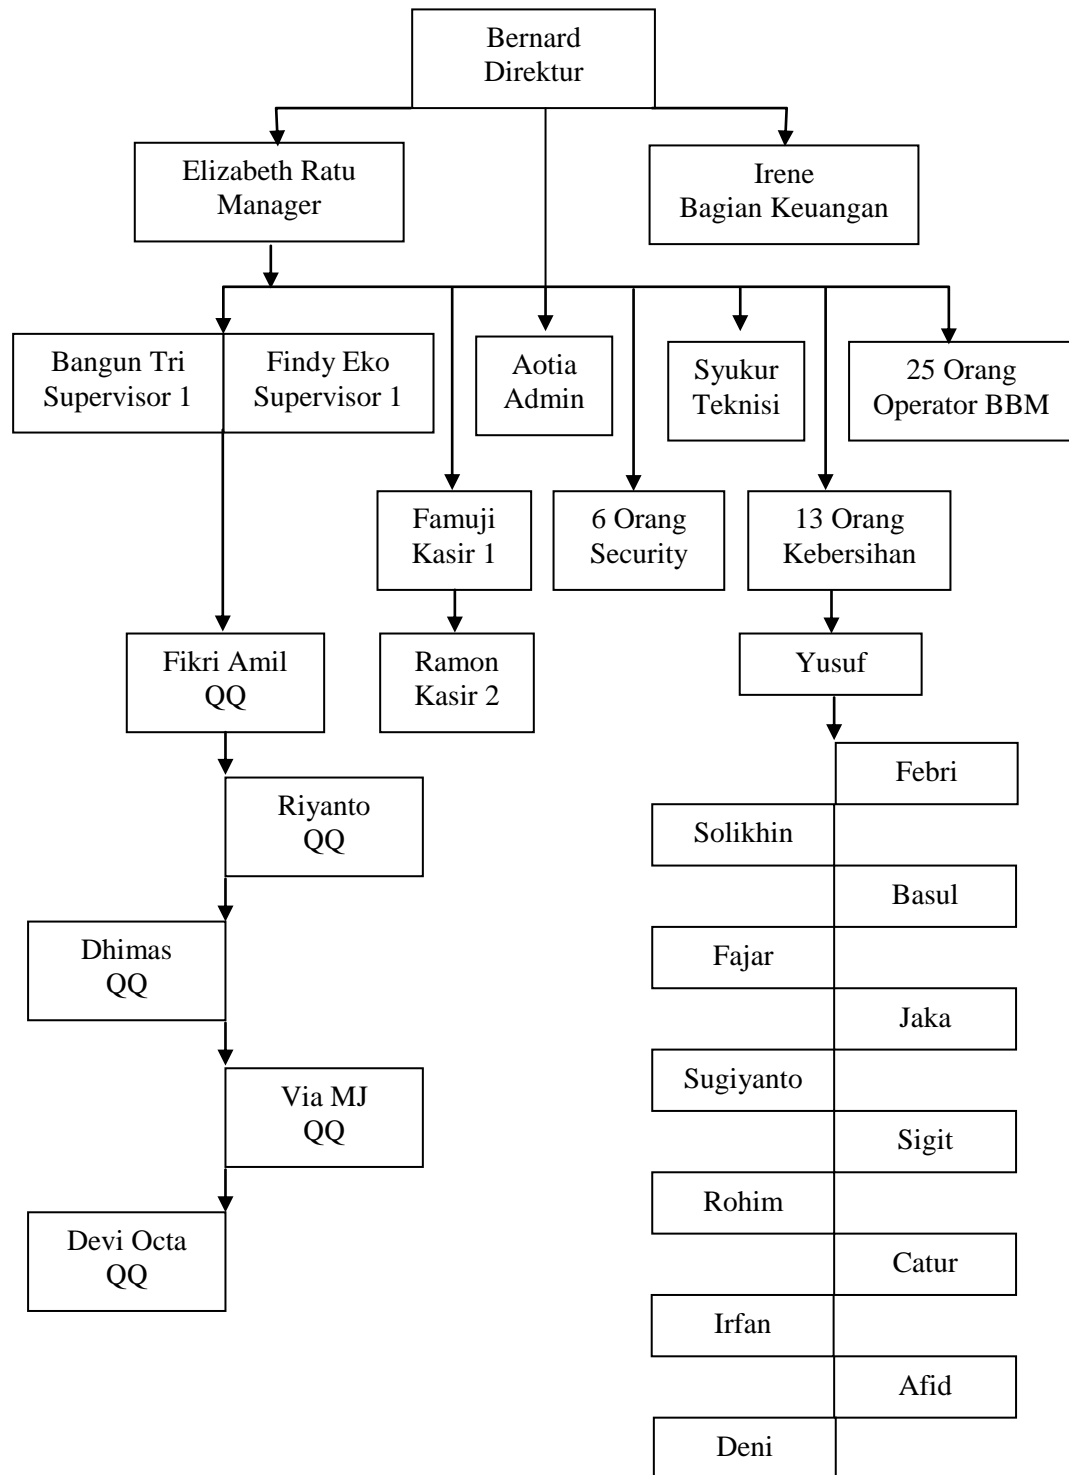 Bernard
Direktur
Elizabeth Ratu
Manager
Irene
Bagian Keuangan
Bangun Tri
Supervisor 1
Findy Eko
Supervisor 1
Aotia
Admin
Syukur
Teknisi
25 Orang
Operator BBM
Famuji
Kasir 1
6 Orang
Security
13 Orang
Kebersihan
Fikri Amil
QQ
Ramon
Kasir 2
Yusuf
Riyanto
QQ
Dhimas
QQ
Via MJ
QQ
Devi Octa
QQ
Febri
Solikhin
Basul
Fajar
Jaka
Sugiyanto
Sigit
Rohim
Catur
Irfan
Afid
Deni